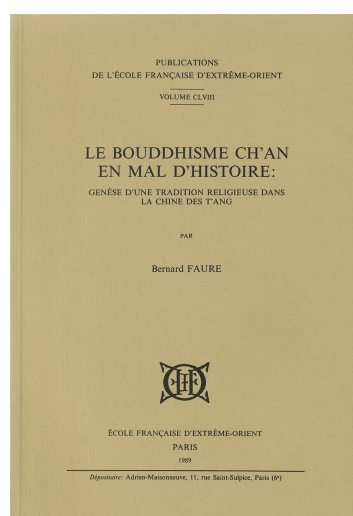 PUBLICATIONS
DE L'ÉCOLE FRANÇAISE D'EXTRÊME-ORIENT
VOLUME CLVIII
LE BOUDDHISME CH'AN
EN MAL D'HISTOIRE:
GENÈSE D'UNE TRADITION RELIGIEUSE DANS
LA CHINE DES T'ANG
PAR
Bernard FAURE
ÉCOLE FRANÇAISE D'EXTRÊME-ORIENT
PARIS
1989
Dépositaire: Adrien-Maisonneuve, 11, rue Saint-Sulpice, Paris (6e)